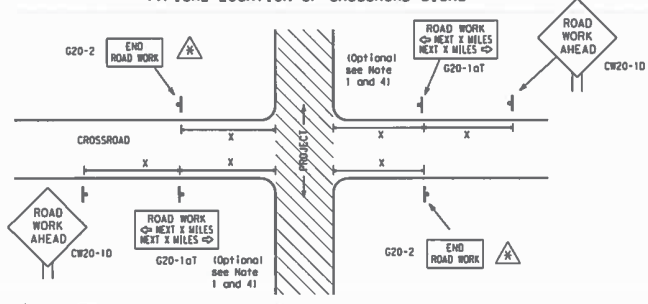 TYPICAL LOCATION OF CROSSROAD SIGNS
G20-2
END
ROAD WORK
*
(Optional
see Note
1 and 4)
ROAD WORK
⇦ NEXT X MILES
NEXT X MILES ⇨
G20-1aT
ROAD
WORK
AHEAD
CW20-1D
X
X
X
CROSSROAD
PROJECT
X
X
X
ROAD
WORK
AHEAD
CW20-1D
ROAD WORK
⇦ NEXT X MILES
NEXT X MILES ⇨
G20-1aT
(Optional
see Note
1 and 4)
G20-2
END
ROAD WORK
*